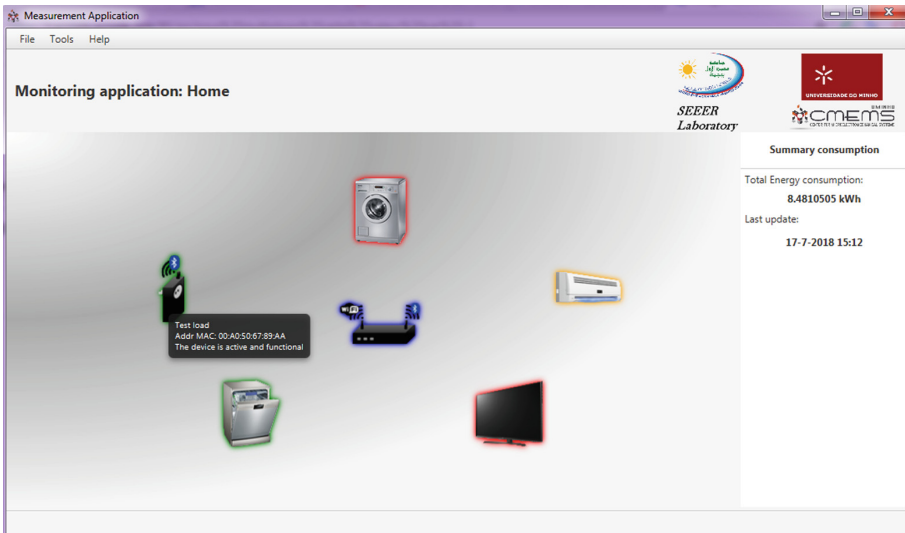 Measurement Application
File Tools Help
Monitoring application: Home
SEEER
Laboratory
UNIVERSIDADE DO MINHO
CMEMS
Summary consumption
Total Energy consumption:
8.4810505 kWh
Last update:
17-7-2018 15:12
Test load
Addr MAC: 00:A0:50:67:89:AA
The device is active and functional